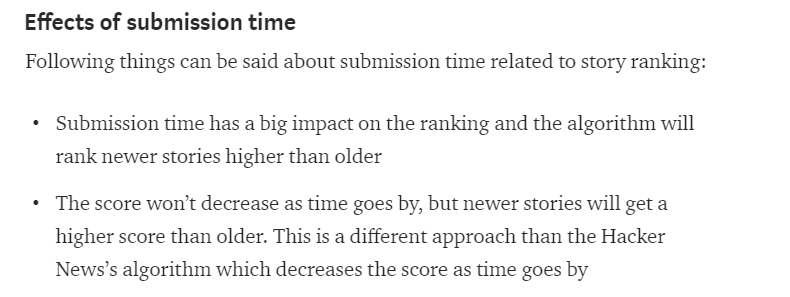 Effects of submission time
Following things can be said about submission time related to story ranking:
• Submission time has a big impact on the ranking and the algorithm will
rank newer stories higher than older
• The score won’t decrease as time goes by, but newer stories will get a
higher score than older. This is a different approach than the Hacker
News’s algorithm which decreases the score as time goes by